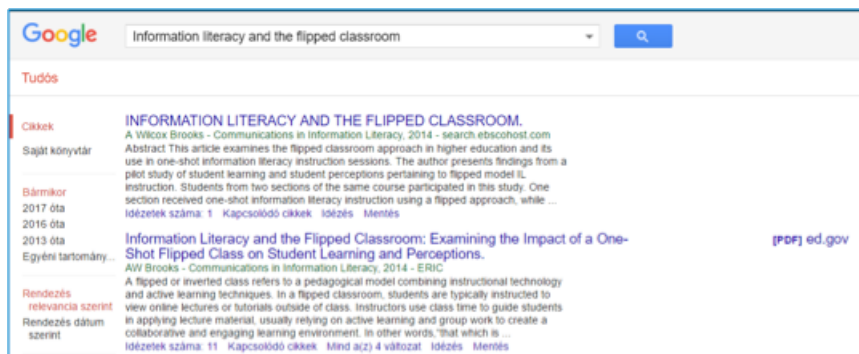 Google
Information literacy and the flipped classroom
Tudós
Cikkek
Saját könyvtár
Bármikor
2017 óta
2016 óta
2013 óta
Egyéni tartomány...
Rendezés
relevancia szerint
Rendezés dátum
szerint
INFORMATION LITERACY AND THE FLIPPED CLASSROOM.
A Wilcox Brooks - Communications in Information Literacy, 2014 - search.ebscohost.com
Abstract This article examines the flipped classroom approach in higher education and its
use in one-shot information literacy instruction sessions. The author presents findings from a
pilot study of student learning and student perceptions pertaining to flipped model IL
instruction. Students from two sections of the same course participated in this study. One
section received one-shot information literacy instruction using a flipped approach, while ...
Idézetek száma: 1 Kapcsolódó cikkek Idézés Mentés
Information Literacy and the Flipped Classroom: Examining the Impact of a One-
Shot Flipped Class on Student Learning and Perceptions.
AW Brooks - Communications in Information Literacy, 2014 - ERIC
A flipped or inverted class refers to a pedagogical model combining instructional technology
and active learning techniques. In a flipped classroom, students are typically instructed to
view online lectures or tutorials outside of class. Instructors use class time to guide students
in applying lecture material, usually relying on active learning and group work to create a
collaborative and engaging learning environment. In other words,"that which is ...
Idézetek száma: 11 Kapcsolódó cikkek Mind a(z) 4 változat Idézés Mentés
[PDF] ed.gov